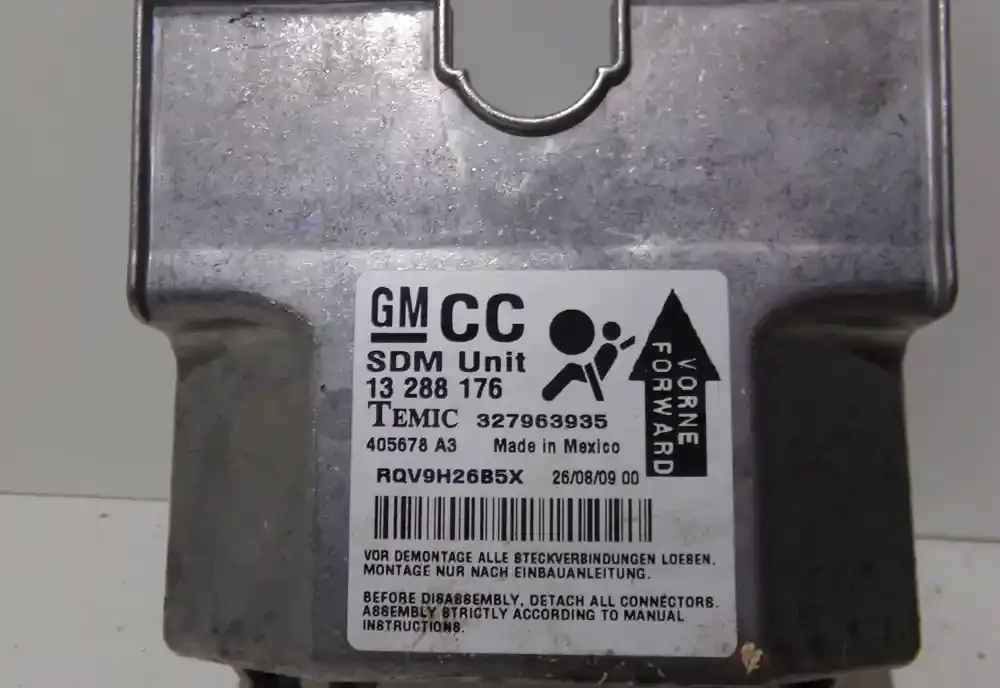 GM CC
SDM Unit
13 288 176
TEMIC 327963935
405678 A3 Made in Mexico
RQV9H26B5X 26/08/09 00
VORNE
FORWARD
VOR DEMONTAGE ALLE STECKVERBINDUNGEN LOESEN.
MONTAGE NUR NACH EINBAUANLEITUNG.
BEFORE DISASSEMBLY, DETACH ALL CONNECTORS.
ASSEMBLY STRICTLY ACCORDING TO MANUAL
INSTRUCTIONS.